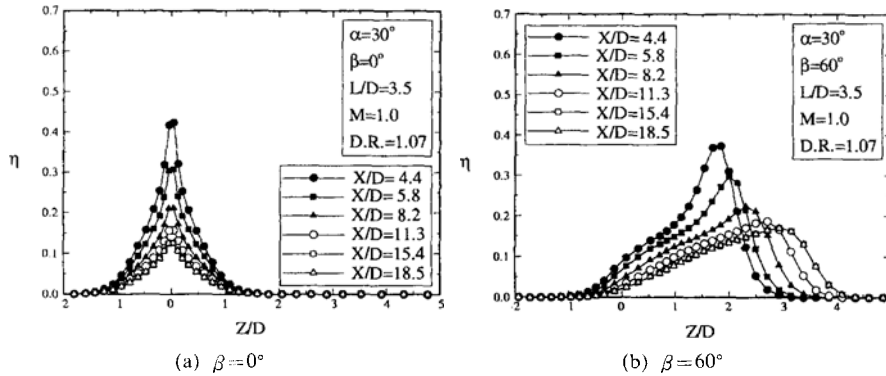 0.7
0.6
0.5
0.4
0.3
0.2
0.1
0.0
η
α=30°
β=0°
L/D=3.5
M=1.0
D.R.=1.07
X/D= 4.4
X/D= 5.8
X/D= 8.2
X/D=11.3
X/D=15.4
X/D=18.5
2 1 0 1 2 3 4 5
Z/D
(a) β=0°
0.7
0.6
0.5
0.4
0.3
0.2
0.1
0.0
η
X/D= 4.4
X/D= 5.8
X/D= 8.2
X/D=11.3
X/D=15.4
X/D=18.5
α=30°
β=60°
L/D=3.5
M=1.0
D.R.=1.07
2 1 0 1 2 3 4
Z/D
(b) β=60°